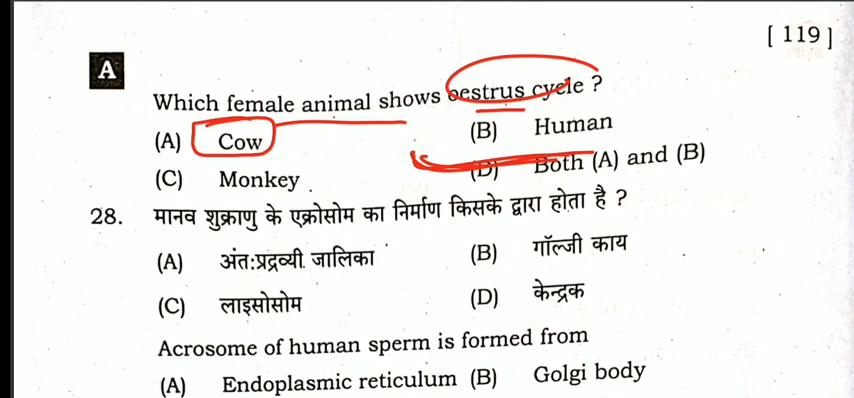 [ 119 ]
A
Which female animal shows oestrus cycle ?
(A) Cow (B) Human
(C) Monkey . (D) Both (A) and (B)
28. मानव शुक्राणु के एक्रोसोम का निर्माण किसके द्वारा होता है ?
(A) अंत:प्रद्रव्यी जालिका (B) गॉल्जी काय
(C) लाइसोसोम (D) केन्द्रक
Acrosome of human sperm is formed from
(A) Endoplasmic reticulum (B) Golgi body